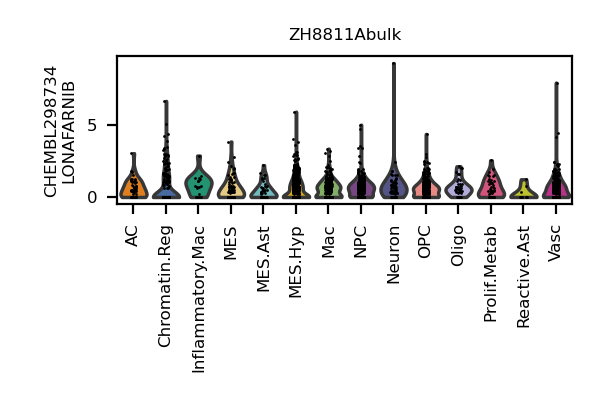 ZH8811Abulk
CHEMBL298734
LONAFARNIB
5
0
AC
Chromatin.Reg
Inflammatory.Mac
MES
MES.Ast
MES.Hyp
Mac
NPC
Neuron
OPC
Oligo
Prolif.Metab
Reactive.Ast
Vasc